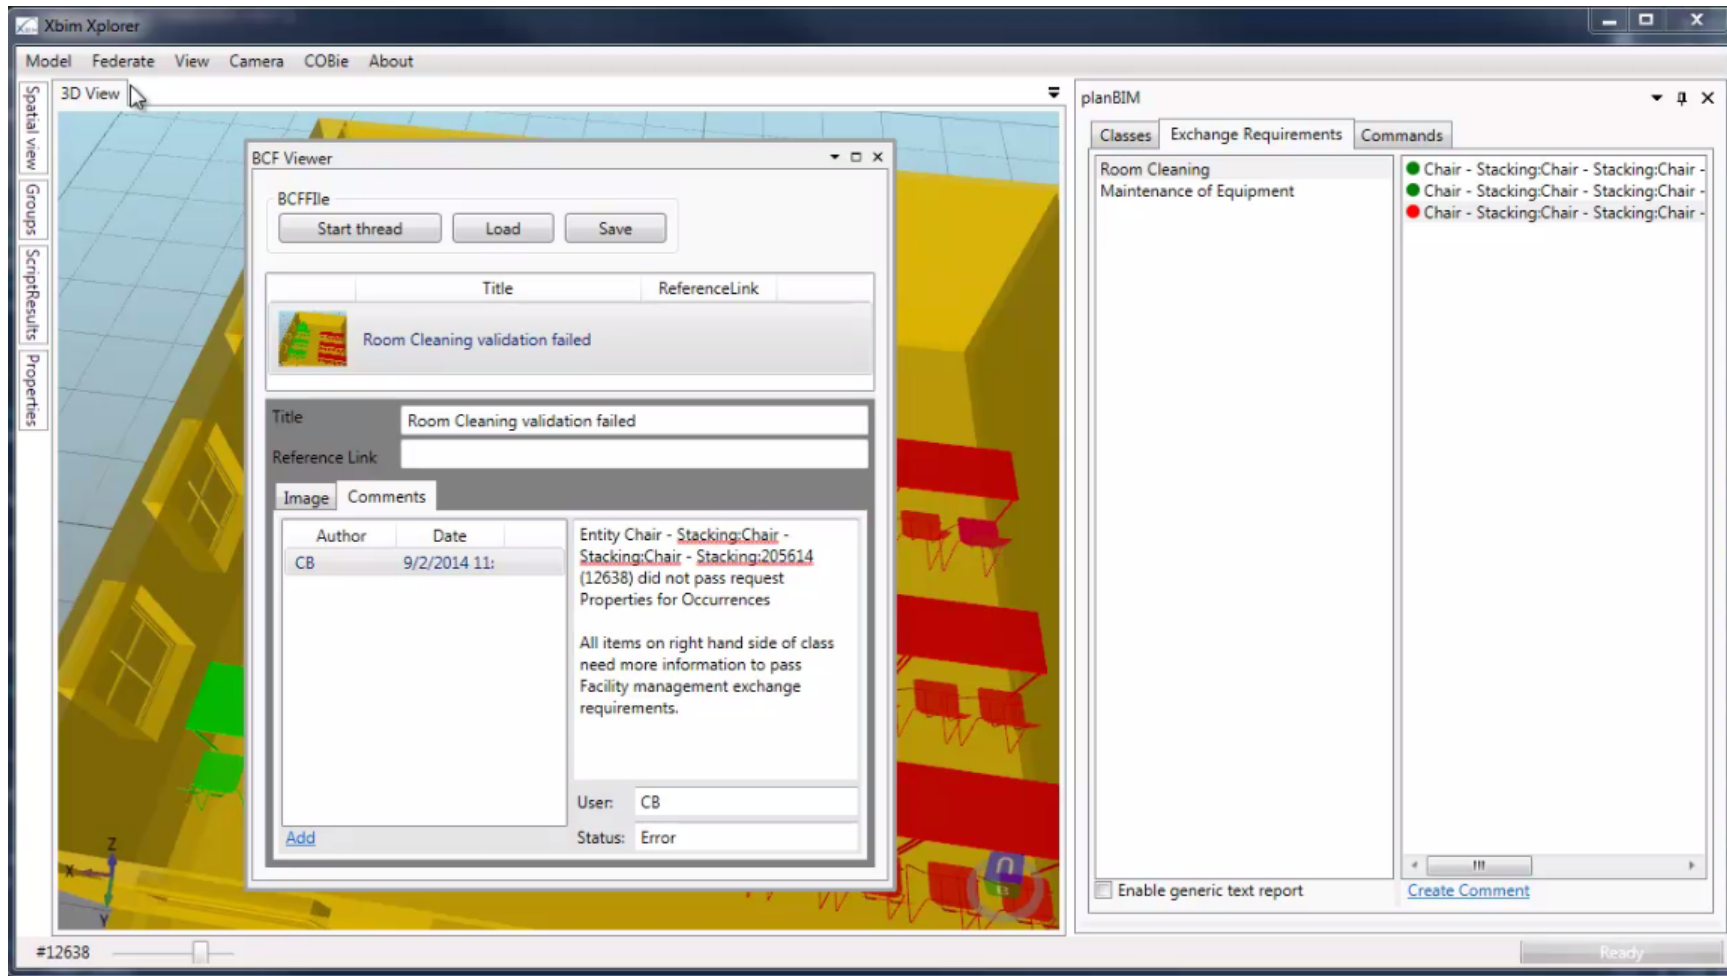 Xbim Xplorer
Model Federate View Camera COBie About
Spatial view
Groups
ScriptResults
Properties
3D View
BCF Viewer
BCFFIle
Start thread Load Save
Title ReferenceLink
Room Cleaning validation failed
Title Room Cleaning validation failed
Reference Link
Image Comments
Author Date
CB 9/2/2014 11:
Add
Entity Chair - Stacking:Chair -
Stacking:Chair - Stacking:205614
(12638) did not pass request
Properties for Occurrences
All items on right hand side of class
need more information to pass
Facility management exchange
requirements.
User: CB
Status: Error
Z
X
Y
planBIM
Classes Exchange Requirements Commands
Room Cleaning
Maintenance of Equipment
Chair - Stacking:Chair - Stacking:Chair -
Chair - Stacking:Chair - Stacking:Chair -
Chair - Stacking:Chair - Stacking:Chair -
Enable generic text report
Create Comment
#12638
Ready